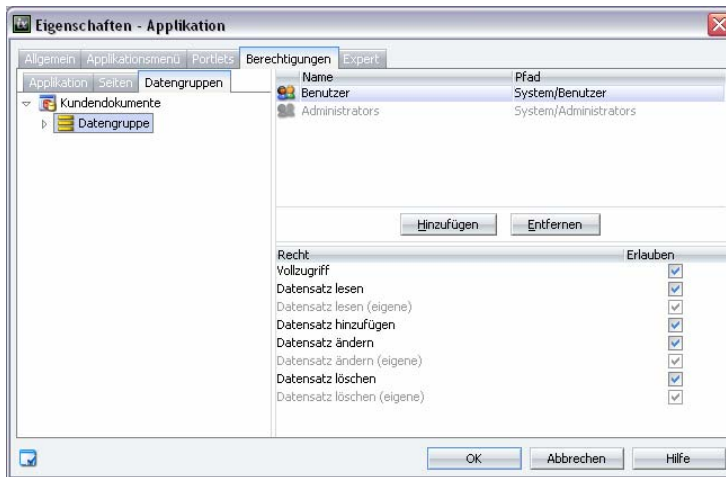 Eigenschaften - Applikation
Allgemein Applikationsmenü Portlets Berechtigungen Expert
Applikation Seiten Datengruppen
Kundendokumente
Datengruppe
Name Pfad
Benutzer System/Benutzer
Administrators System/Administrators
Hinzufügen Entfernen
Recht Erlauben
Vollzugriff
Datensatz lesen
Datensatz lesen (eigene)
Datensatz hinzufügen
Datensatz ändern
Datensatz ändern (eigene)
Datensatz löschen
Datensatz löschen (eigene)
OK Abbrechen Hilfe